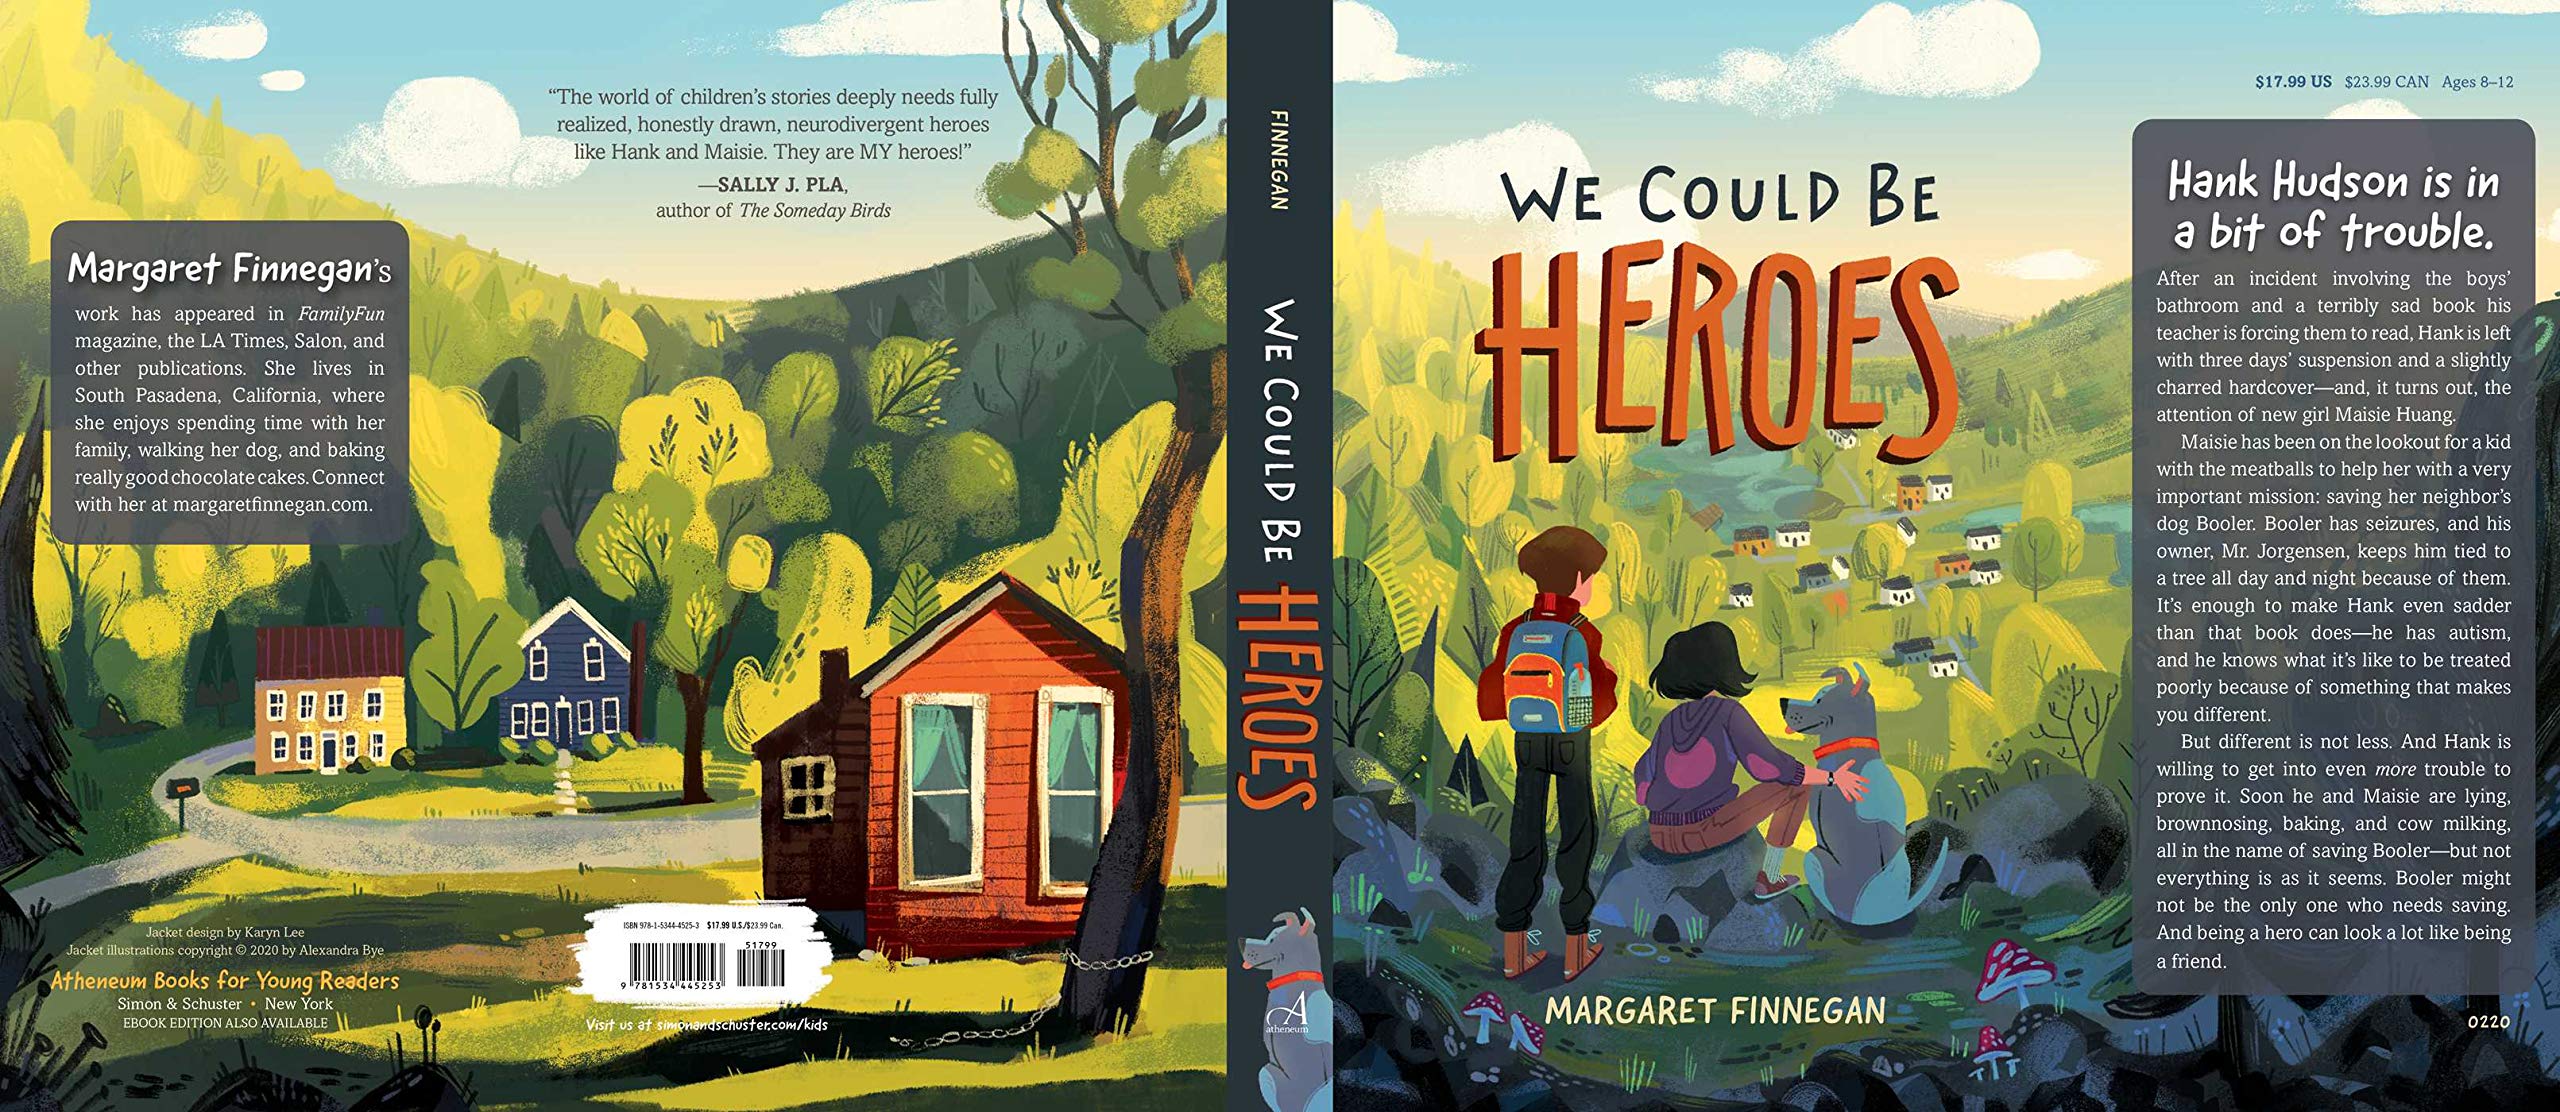 Margaret Finnegan's
work has appeared in FamilyFun
magazine, the LA Times, Salon, and
other publications. She lives in
South Pasadena, California, where
she enjoys spending time with her
family, walking her dog, and baking
really good chocolate cakes. Connect
with her at margaretfinnegan.com.
Jacket design by Karyn Lee
Jacket illustrations copyright © 2020 by Alexandra Bye
Atheneum Books for Young Readers
Simon & Schuster • New York
EBOOK EDITION ALSO AVAILABLE
“The world of children’s stories deeply needs fully
realized, honestly drawn, neurodivergent heroes
like Hank and Maisie. They are MY heroes!”
—SALLY J. PLA,
author of The Someday Birds
ISBN 978-1-5344-4525-3 $17.99 U.S./$23.99 Can.
51799
9 781534 445253
Visit us at simonandschuster.com/kids
FINNEGAN
WE COULD BE HEROES
A
atheneum
WE COULD BE
HEROES
MARGARET FINNEGAN
$17.99 US $23.99 CAN Ages 8–12
Hank Hudson is in
a bit of trouble.
After an incident involving the boys’
bathroom and a terribly sad book his
teacher is forcing them to read, Hank is left
with three days’ suspension and a slightly
charred hardcover—and, it turns out, the
attention of new girl Maisie Huang.
Maisie has been on the lookout for a kid
with the meatballs to help her with a very
important mission: saving her neighbor’s
dog Booler. Booler has seizures, and his
owner, Mr. Jorgensen, keeps him tied to
a tree all day and night because of them.
It’s enough to make Hank even sadder
than that book does—he has autism,
and he knows what it’s like to be treated
poorly because of something that makes
you different.
But different is not less. And Hank is
willing to get into even more trouble to
prove it. Soon he and Maisie are lying,
brownnosing, baking, and cow milking,
all in the name of saving Booler—but not
everything is as it seems. Booler might
not be the only one who needs saving.
And being a hero can look a lot like being
a friend.
0220